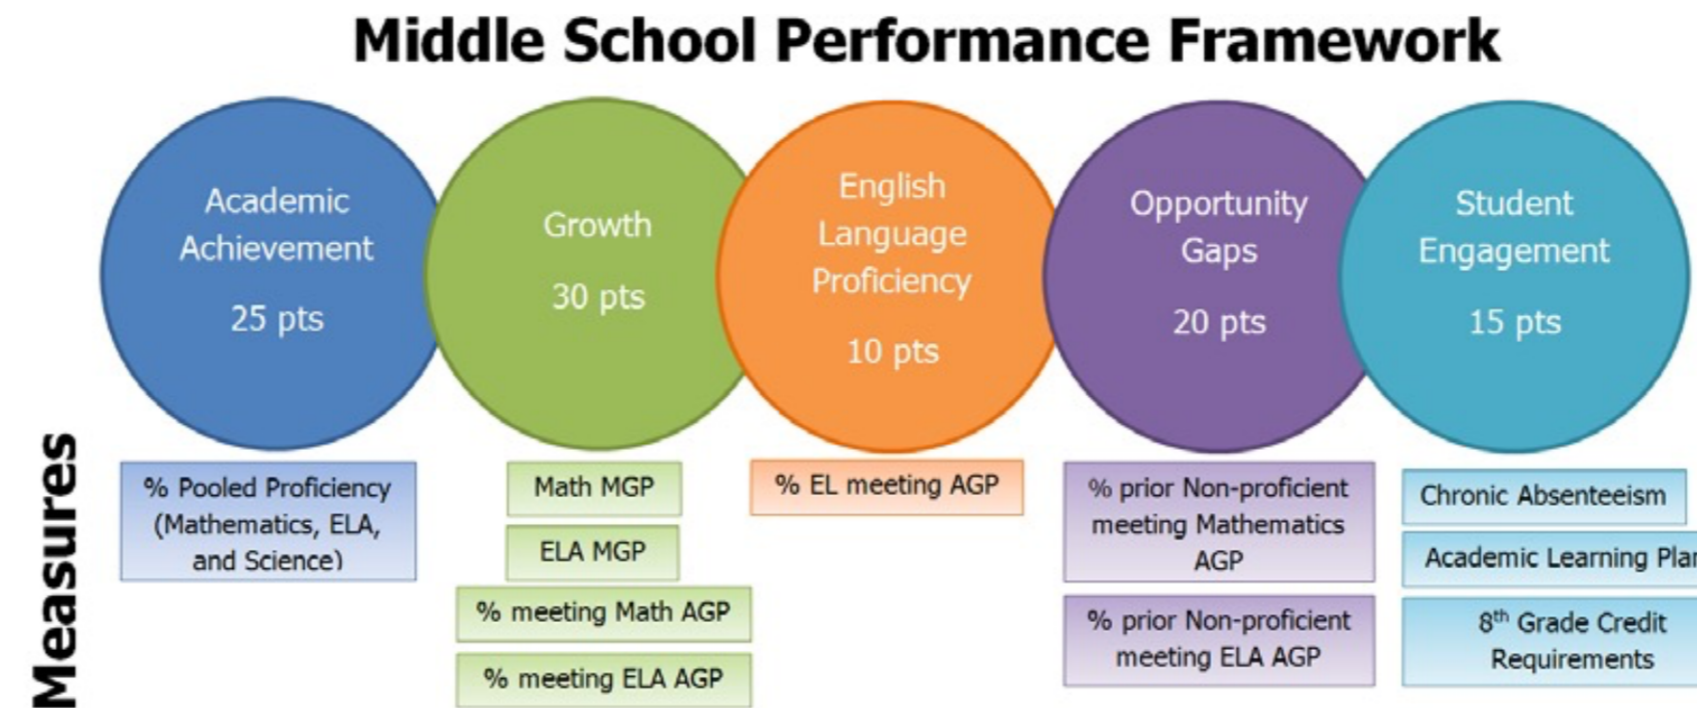 Middle School Performance Framework
Academic
Achievement
25 pts
Growth
30 pts
English
Language
Proficiency
10 pts
Opportunity
Gaps
20 pts
Student
Engagement
15 pts
Measures
% Pooled Proficiency
(Mathematics, ELA,
and Science)
Math MGP
ELA MGP
% meeting Math AGP
% meeting ELA AGP
% EL meeting AGP
% prior Non-proficient
meeting Mathematics
AGP
% prior Non-proficient
meeting ELA AGP
Chronic Absenteeism
Academic Learning Plan
8th Grade Credit
Requirements